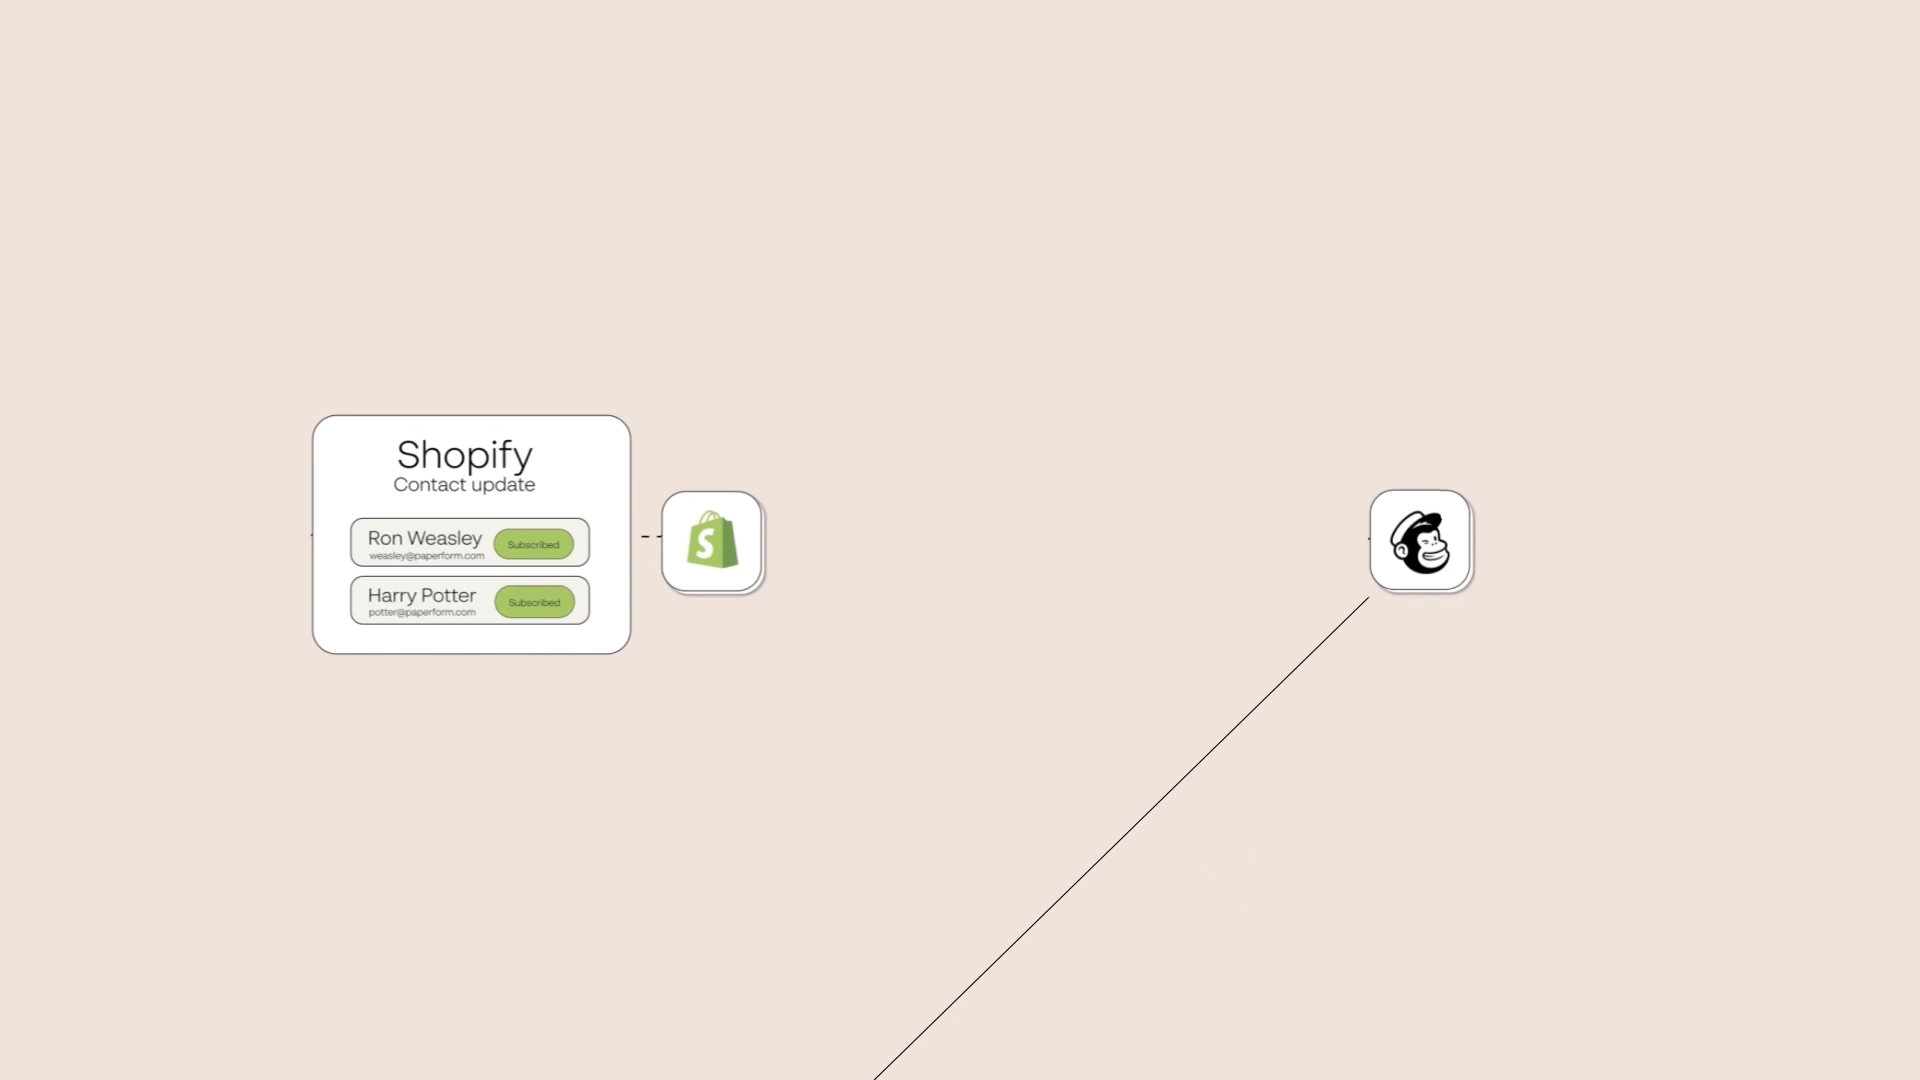 Shopify
Contact update
Ron Weasley
weasley@paperform.com
Subscribed
Harry Potter
potter@paperform.com
Subscribed
S